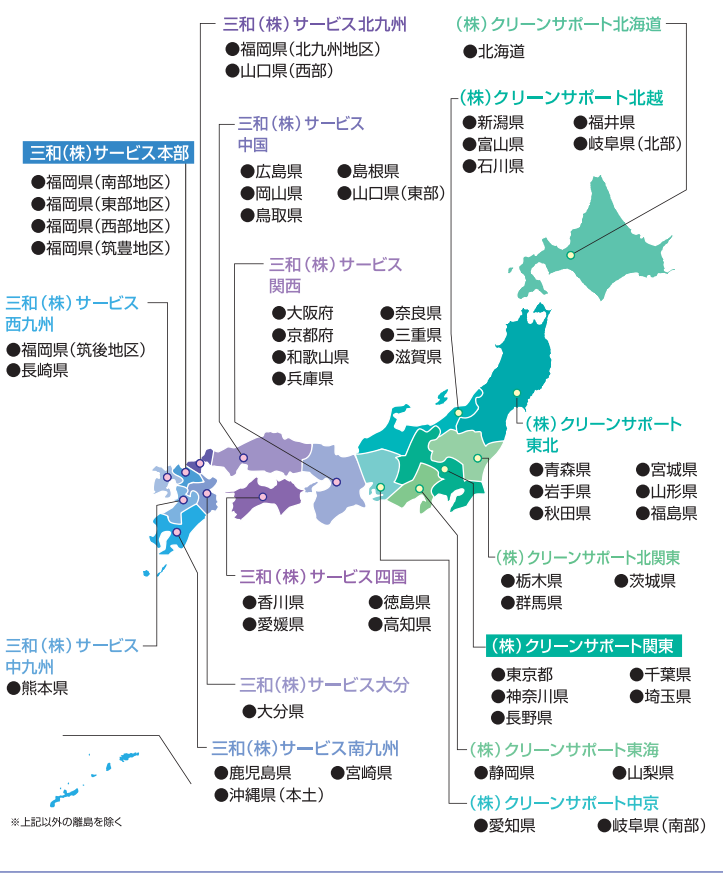 三和（株）サービス北九州
●福岡県（北九州地区）
●山口県（西部）
（株）クリーンサポート北海道
●北海道
（株）クリーンサポート北越
●新潟県 ●福井県
●富山県 ●岐阜県（北部）
●石川県
三和（株）サービス
中国
●広島県 ●島根県
●岡山県 ●山口県（東部）
●鳥取県
三和（株）サービス本部
●福岡県（南部地区）
●福岡県（東部地区）
●福岡県（西部地区）
●福岡県（筑豊地区）
三和（株）サービス
関西
●大阪府 ●奈良県
●京都府 ●三重県
●和歌山県 ●滋賀県
●兵庫県
三和（株）サービス
西九州
●福岡県（筑後地区）
●長崎県
（株）クリーンサポート
東北
●青森県 ●宮城県
●岩手県 ●山形県
●秋田県 ●福島県
（株）クリーンサポート北関東
●栃木県 ●茨城県
●群馬県
三和（株）サービス四国
●香川県 ●徳島県
●愛媛県 ●高知県
（株）クリーンサポート関東
●東京都 ●千葉県
●神奈川県 ●埼玉県
●長野県
三和（株）サービス
中九州
●熊本県
三和（株）サービス大分
●大分県
三和（株）サービス南九州
●鹿児島県 ●宮崎県
●沖縄県（本土）
（株）クリーンサポート東海
●静岡県 ●山梨県
（株）クリーンサポート中京
●愛知県 ●岐阜県（南部）
※上記以外の離島を除く